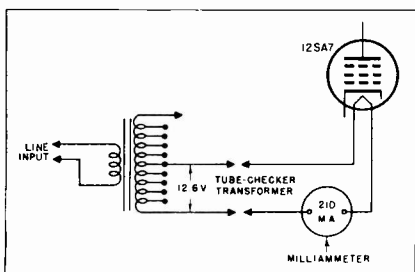 12SA7
LINE
INPUT
12.6V
TUBE-CHECKER
TRANSFORMER
210
MA
MILLIAMMETER